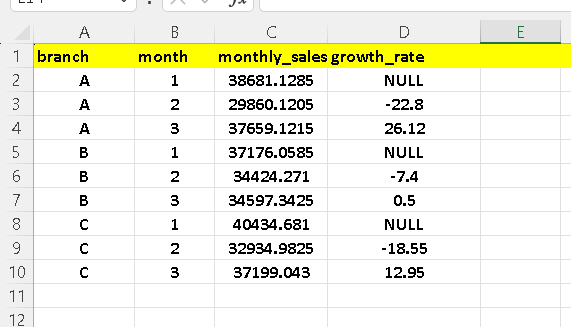 A B C D E
1 branch month monthly_sales growth_rate
2 A 1 38681.1285 NULL
3 A 2 29860.1205 -22.8
4 A 3 37659.1215 26.12
5 B 1 37176.0585 NULL
6 B 2 34424.271 -7.4
7 B 3 34597.3425 0.5
8 C 1 40434.681 NULL
9 C 2 32934.9825 -18.55
10 C 3 37199.043 12.95
11
12